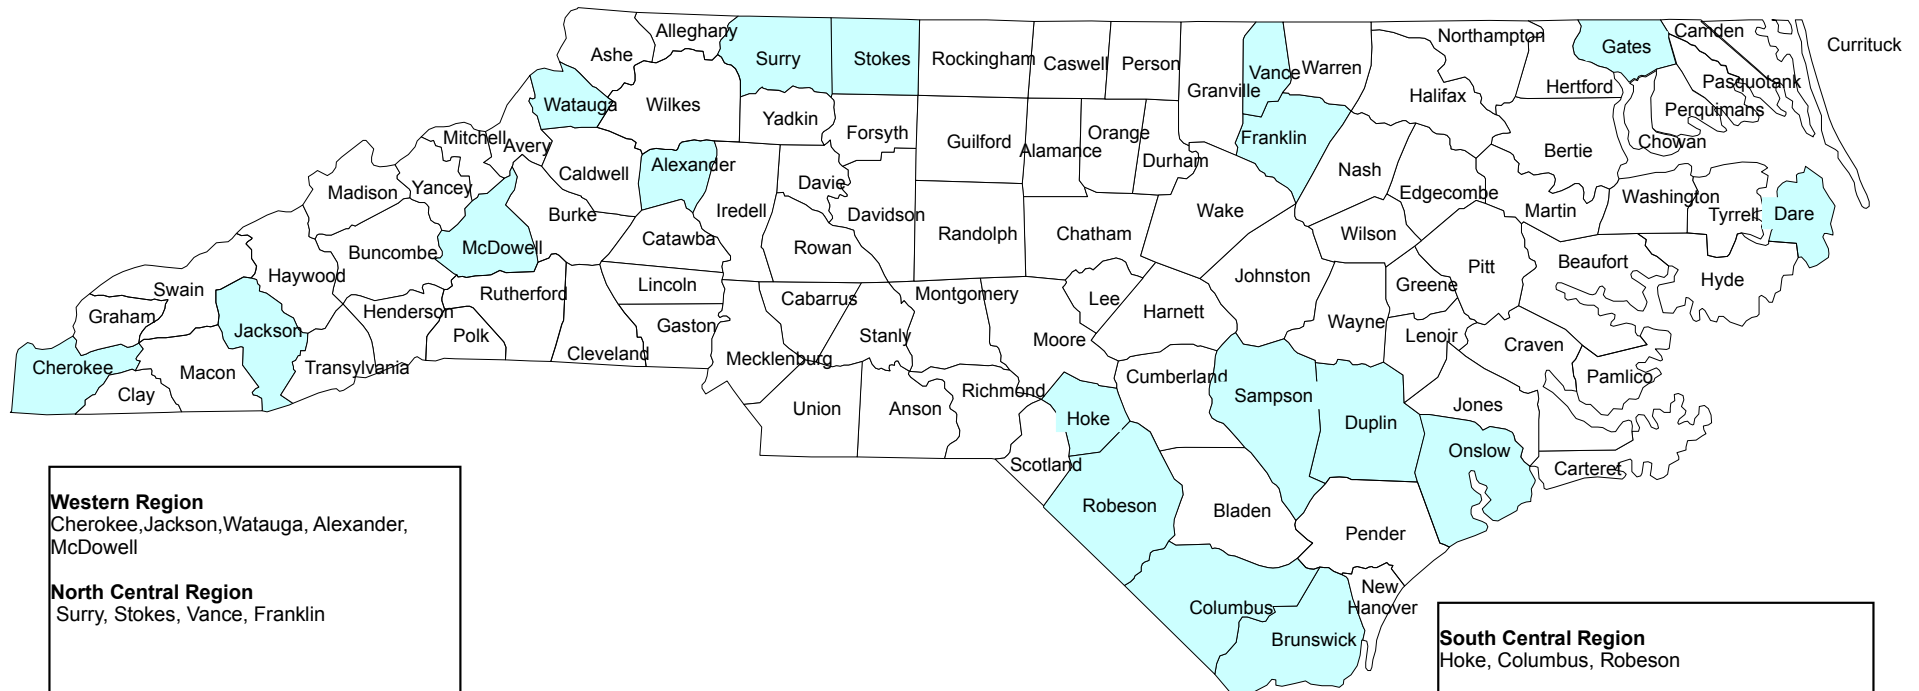 Alleghany
Ashe
Surry
Stokes
Rockingham
Caswell
Person
Granville
Vance
Warren
Northampton
Gates
Camden
Currituck
Hertford
Halifax
Pasquotank
Perquimans
Chowan
Watauga
Wilkes
Yadkin
Forsyth
Guilford
Alamance
Orange
Durham
Franklin
Nash
Edgecombe
Bertie
Martin
Washington
Tyrrell
Dare
Mitchell
Avery
Caldwell
Alexander
Davie
Iredell
Davidson
Madison
Yancey
McDowell
Burke
Catawba
Rowan
Randolph
Chatham
Wake
Wilson
Johnston
Greene
Pitt
Beaufort
Hyde
Buncombe
Haywood
Swain
Graham
Jackson
Henderson
Rutherford
Polk
Lincoln
Gaston
Cleveland
Cabarrus
Montgomery
Stanly
Mecklenburg
Moore
Lee
Harnett
Wayne
Lenoir
Craven
Pamlico
Cherokee
Clay
Macon
Transylvania
Union
Anson
Richmond
Hoke
Cumberland
Sampson
Duplin
Jones
Onslow
Carteret
Scotland
Robeson
Bladen
Pender
New
Hanover
Columbus
Brunswick
Western Region
Cherokee,Jackson,Watauga, Alexander,
McDowell
North Central Region
Surry, Stokes, Vance, Franklin
South Central Region
Hoke, Columbus, Robeson